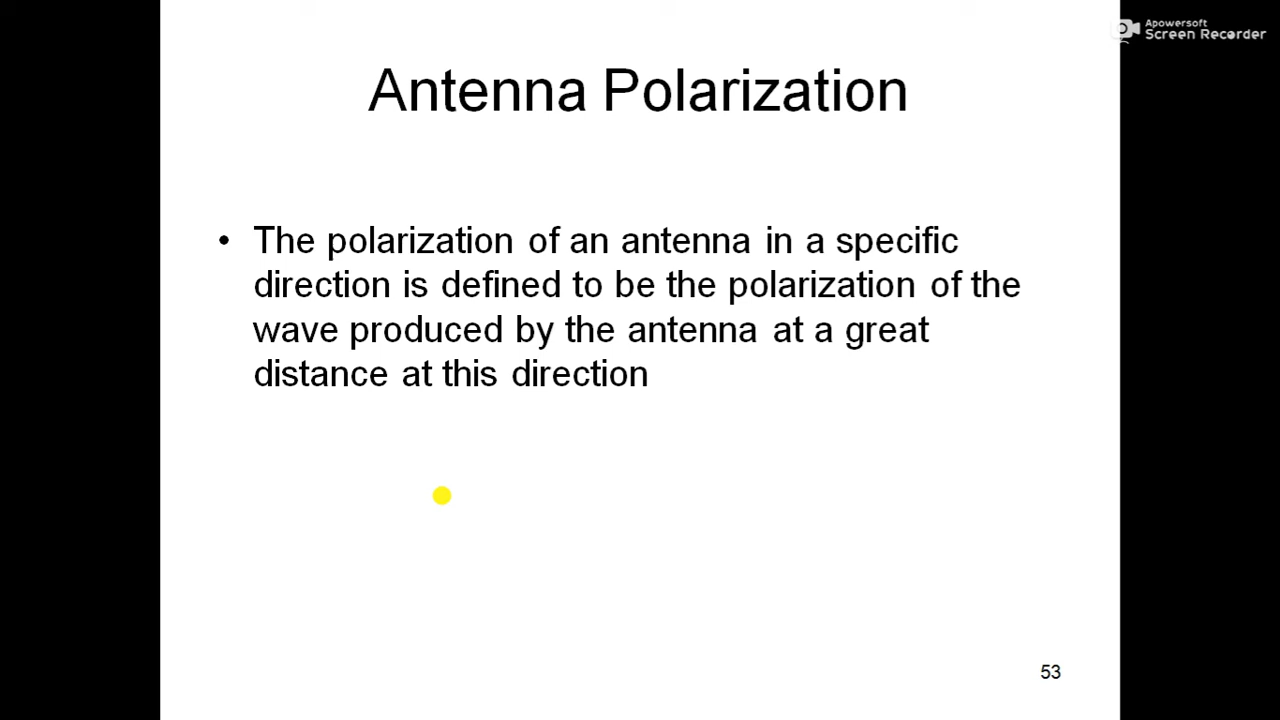 Apowersoft
Screen Recorder
Antenna Polarization
• The polarization of an antenna in a specific
direction is defined to be the polarization of the
wave produced by the antenna at a great
distance at this direction
53